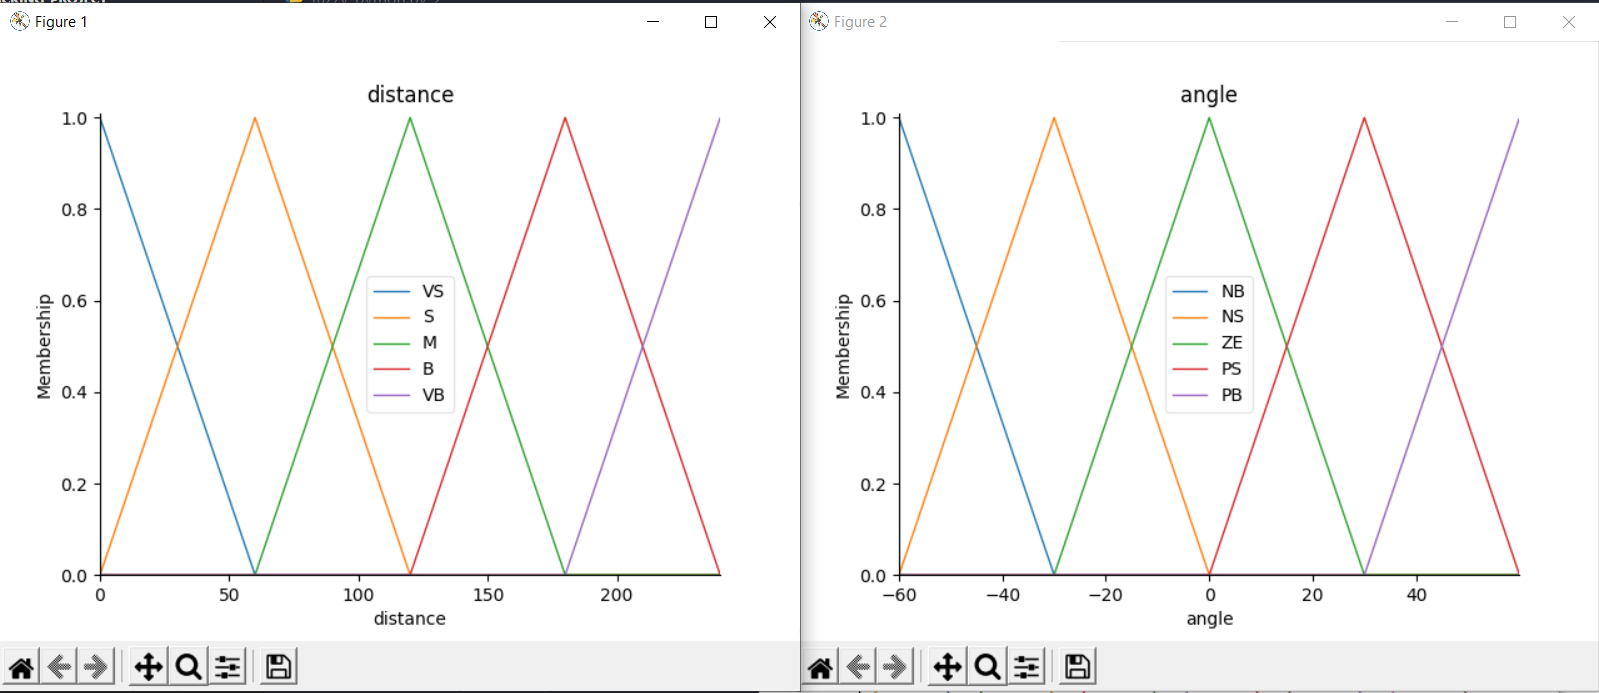 Figure 1
distance
1.0
0.8
0.6
0.4
0.2
0.0
Membership
VS
S
M
B
VB
0 50 100 150 200
distance
Figure 2
angle
1.0
0.8
0.6
0.4
0.2
0.0
Membership
NB
NS
ZE
PS
PB
−60 −40 −20 0 20 40
angle